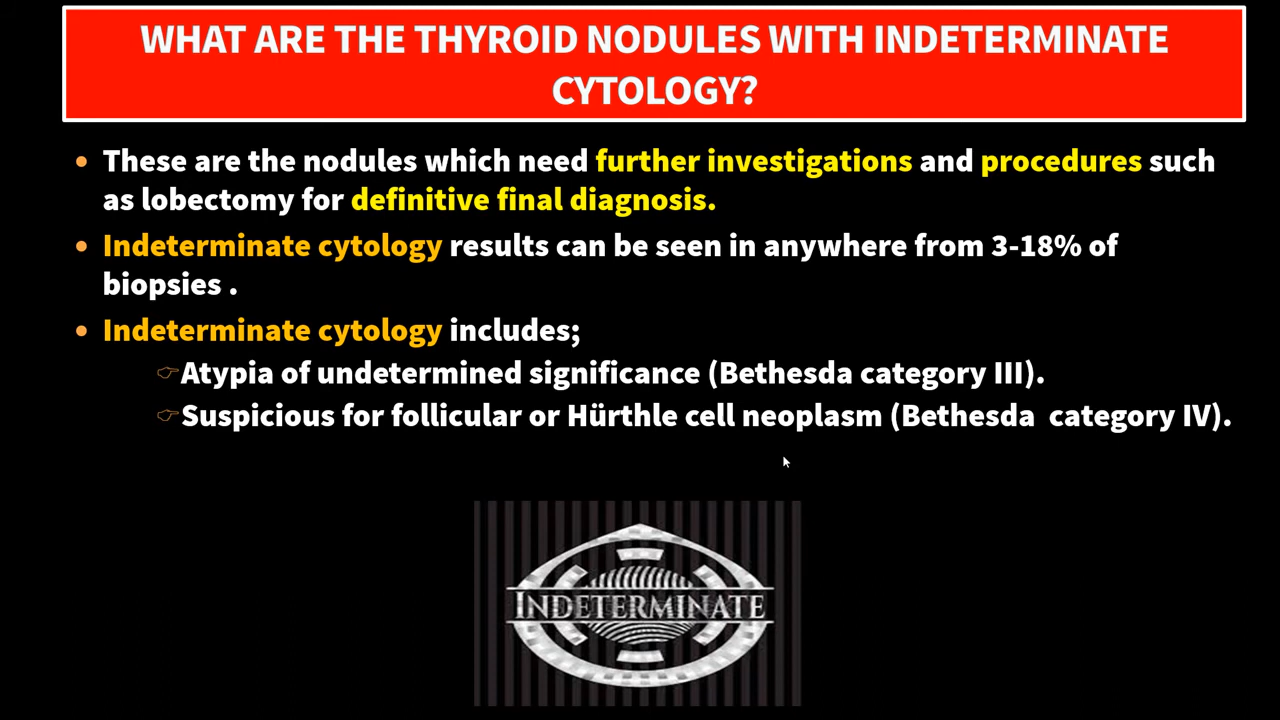 WHAT ARE THE THYROID NODULES WITH INDETERMINATE
CYTOLOGY?
• These are the nodules which need further investigations and procedures such
as lobectomy for definitive final diagnosis.
• Indeterminate cytology results can be seen in anywhere from 3-18% of
biopsies .
• Indeterminate cytology includes;
☞Atypia of undetermined significance (Bethesda category III).
☞Suspicious for follicular or Hürthle cell neoplasm (Bethesda  category IV).
INDETERMINATE